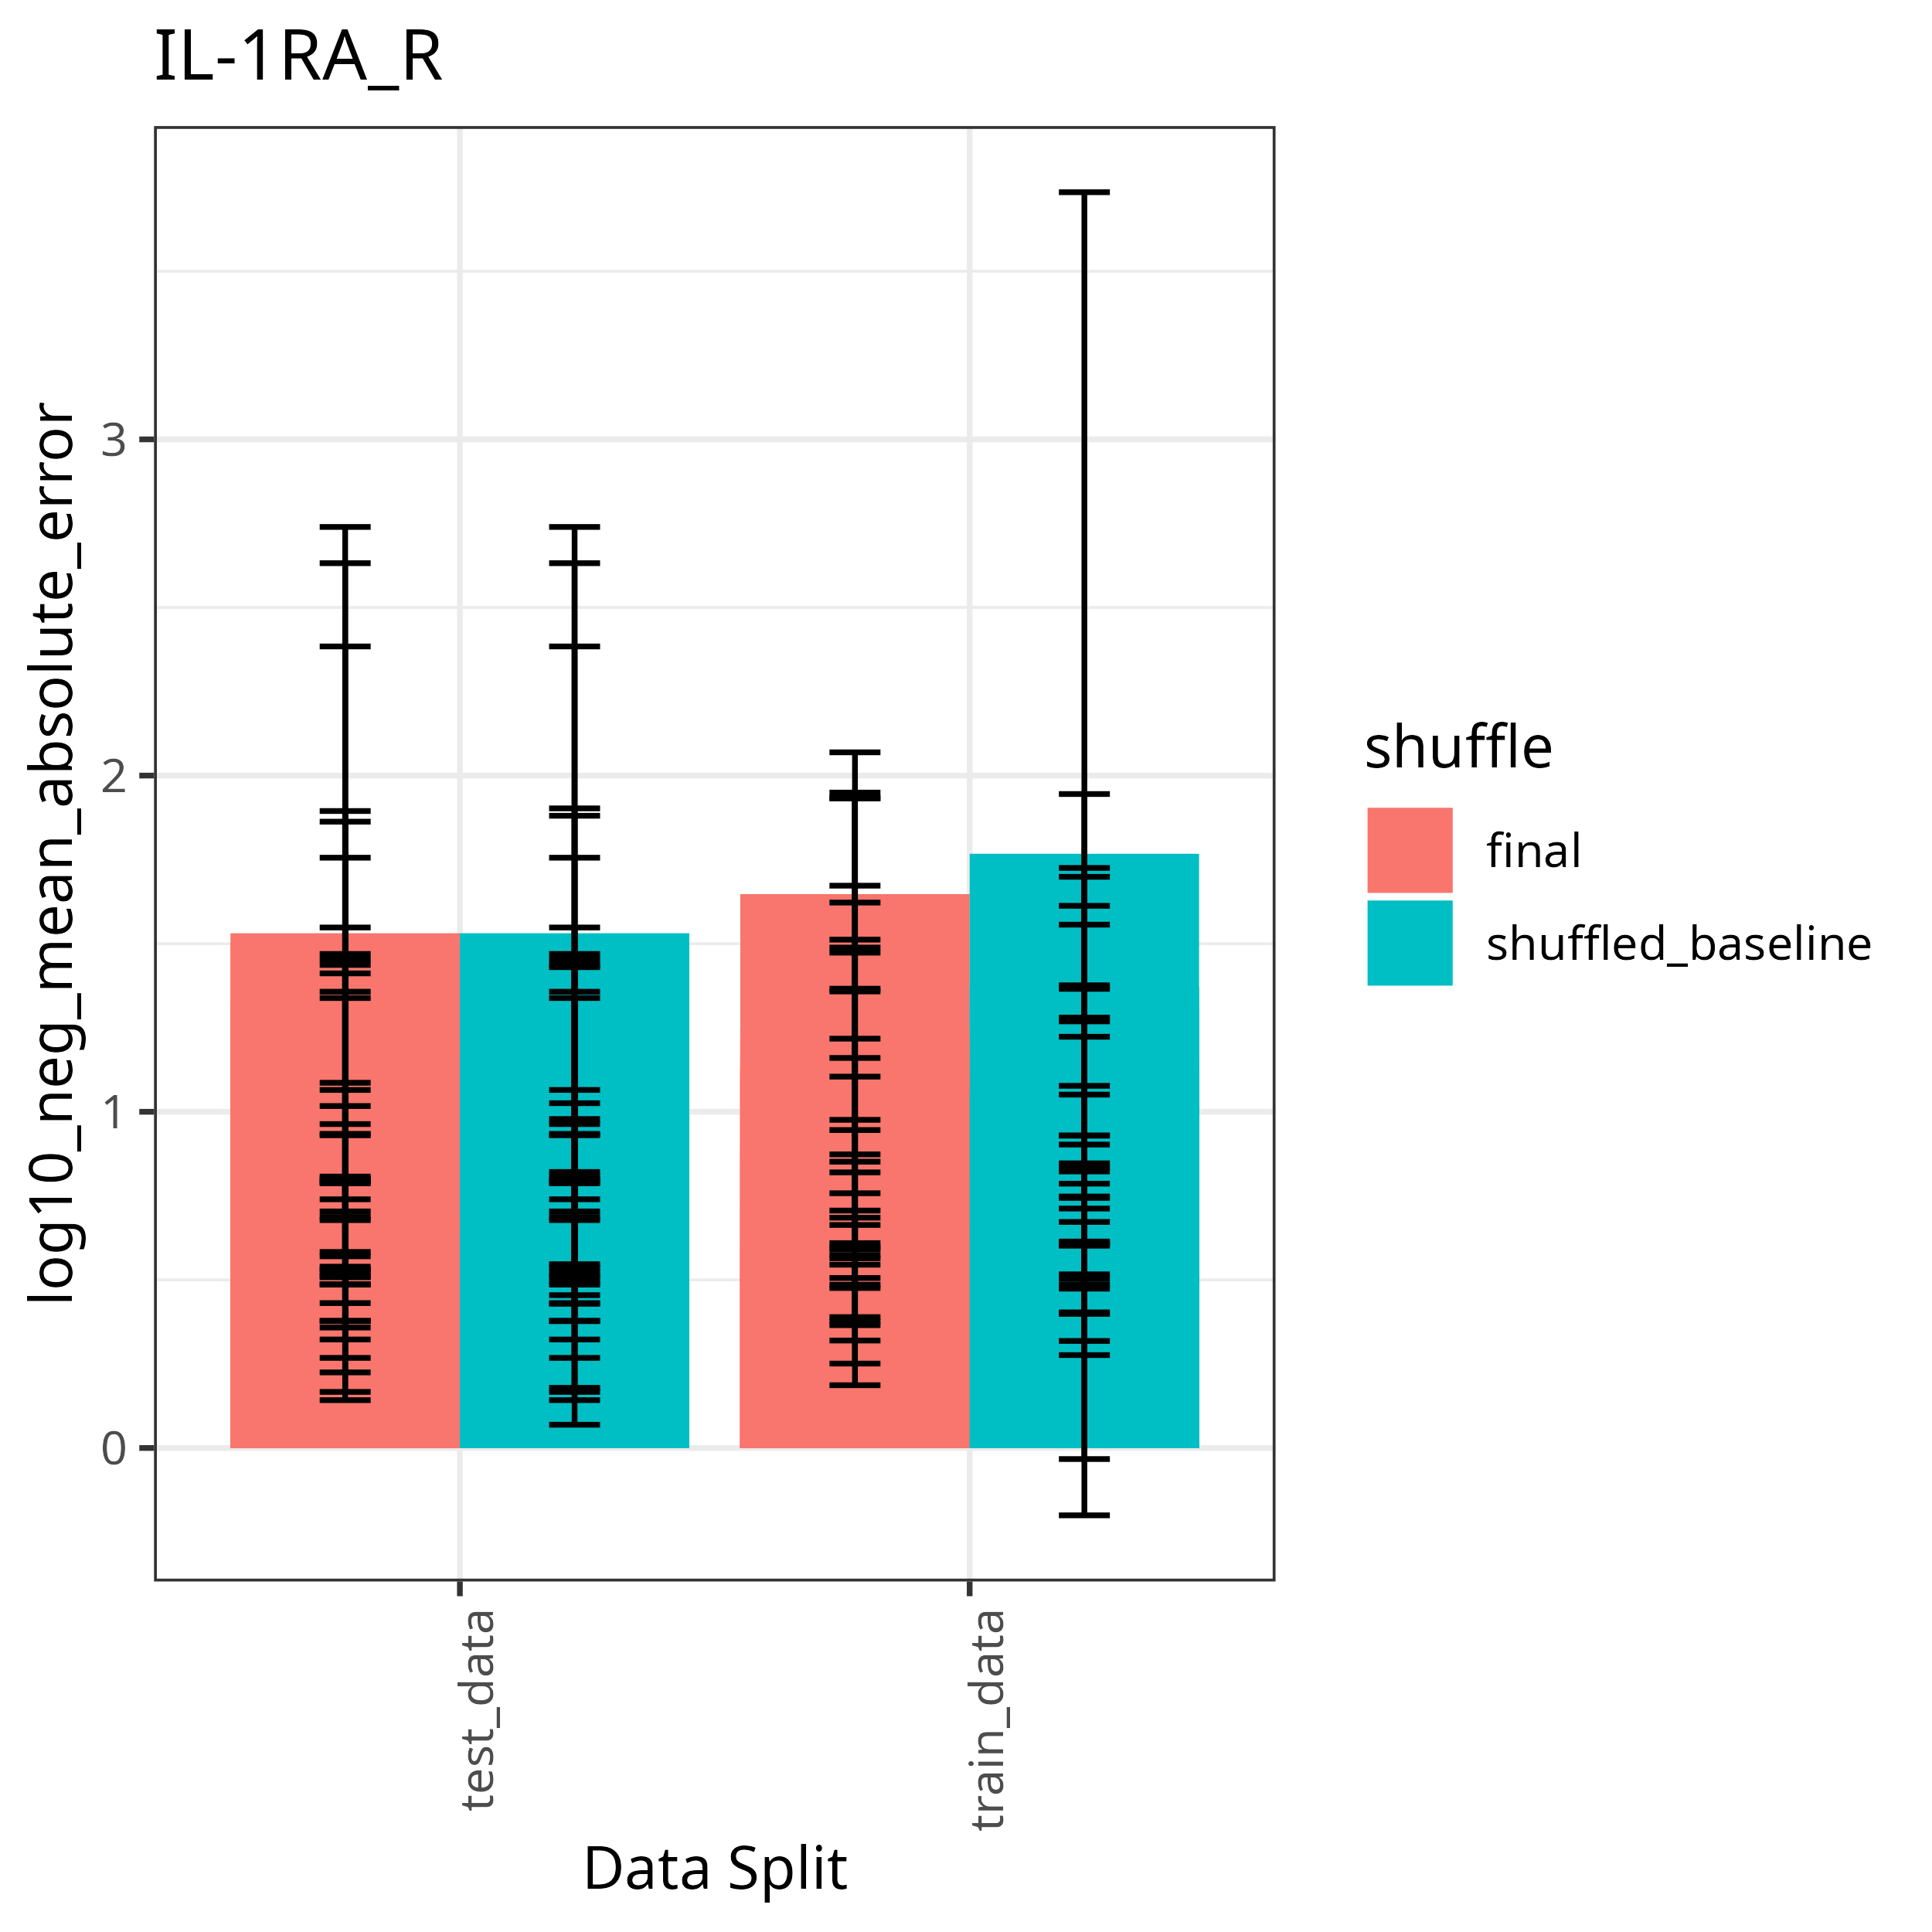 IL-1RA_R
log10_neg_mean_absolute_error
3
2
1
0
test_data
train_data
Data Split
shuffle
final
shuffled_baseline